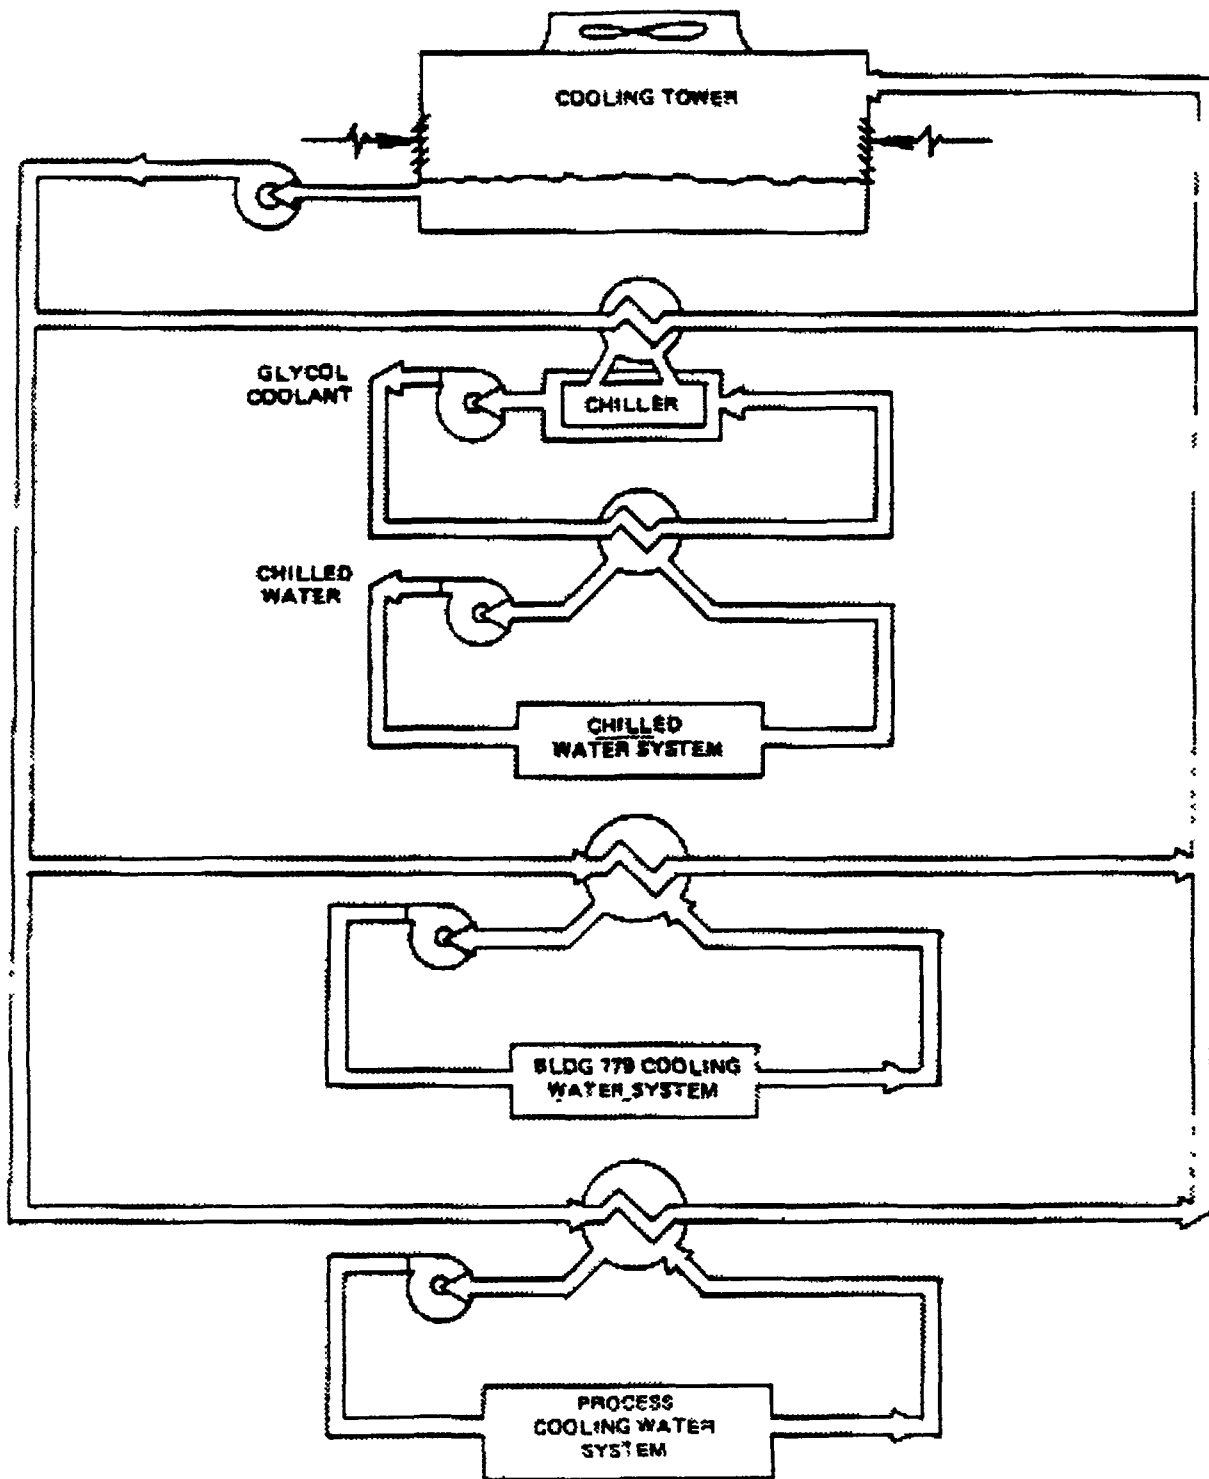 COOLING TOWER
GLYCOL
COOLANT
CHILLER
CHILLED
WATER
CHILLED
WATER SYSTEM
BLDG 779 COOLING
WATER SYSTEM
PROCESS
COOLING WATER
SYSTEM